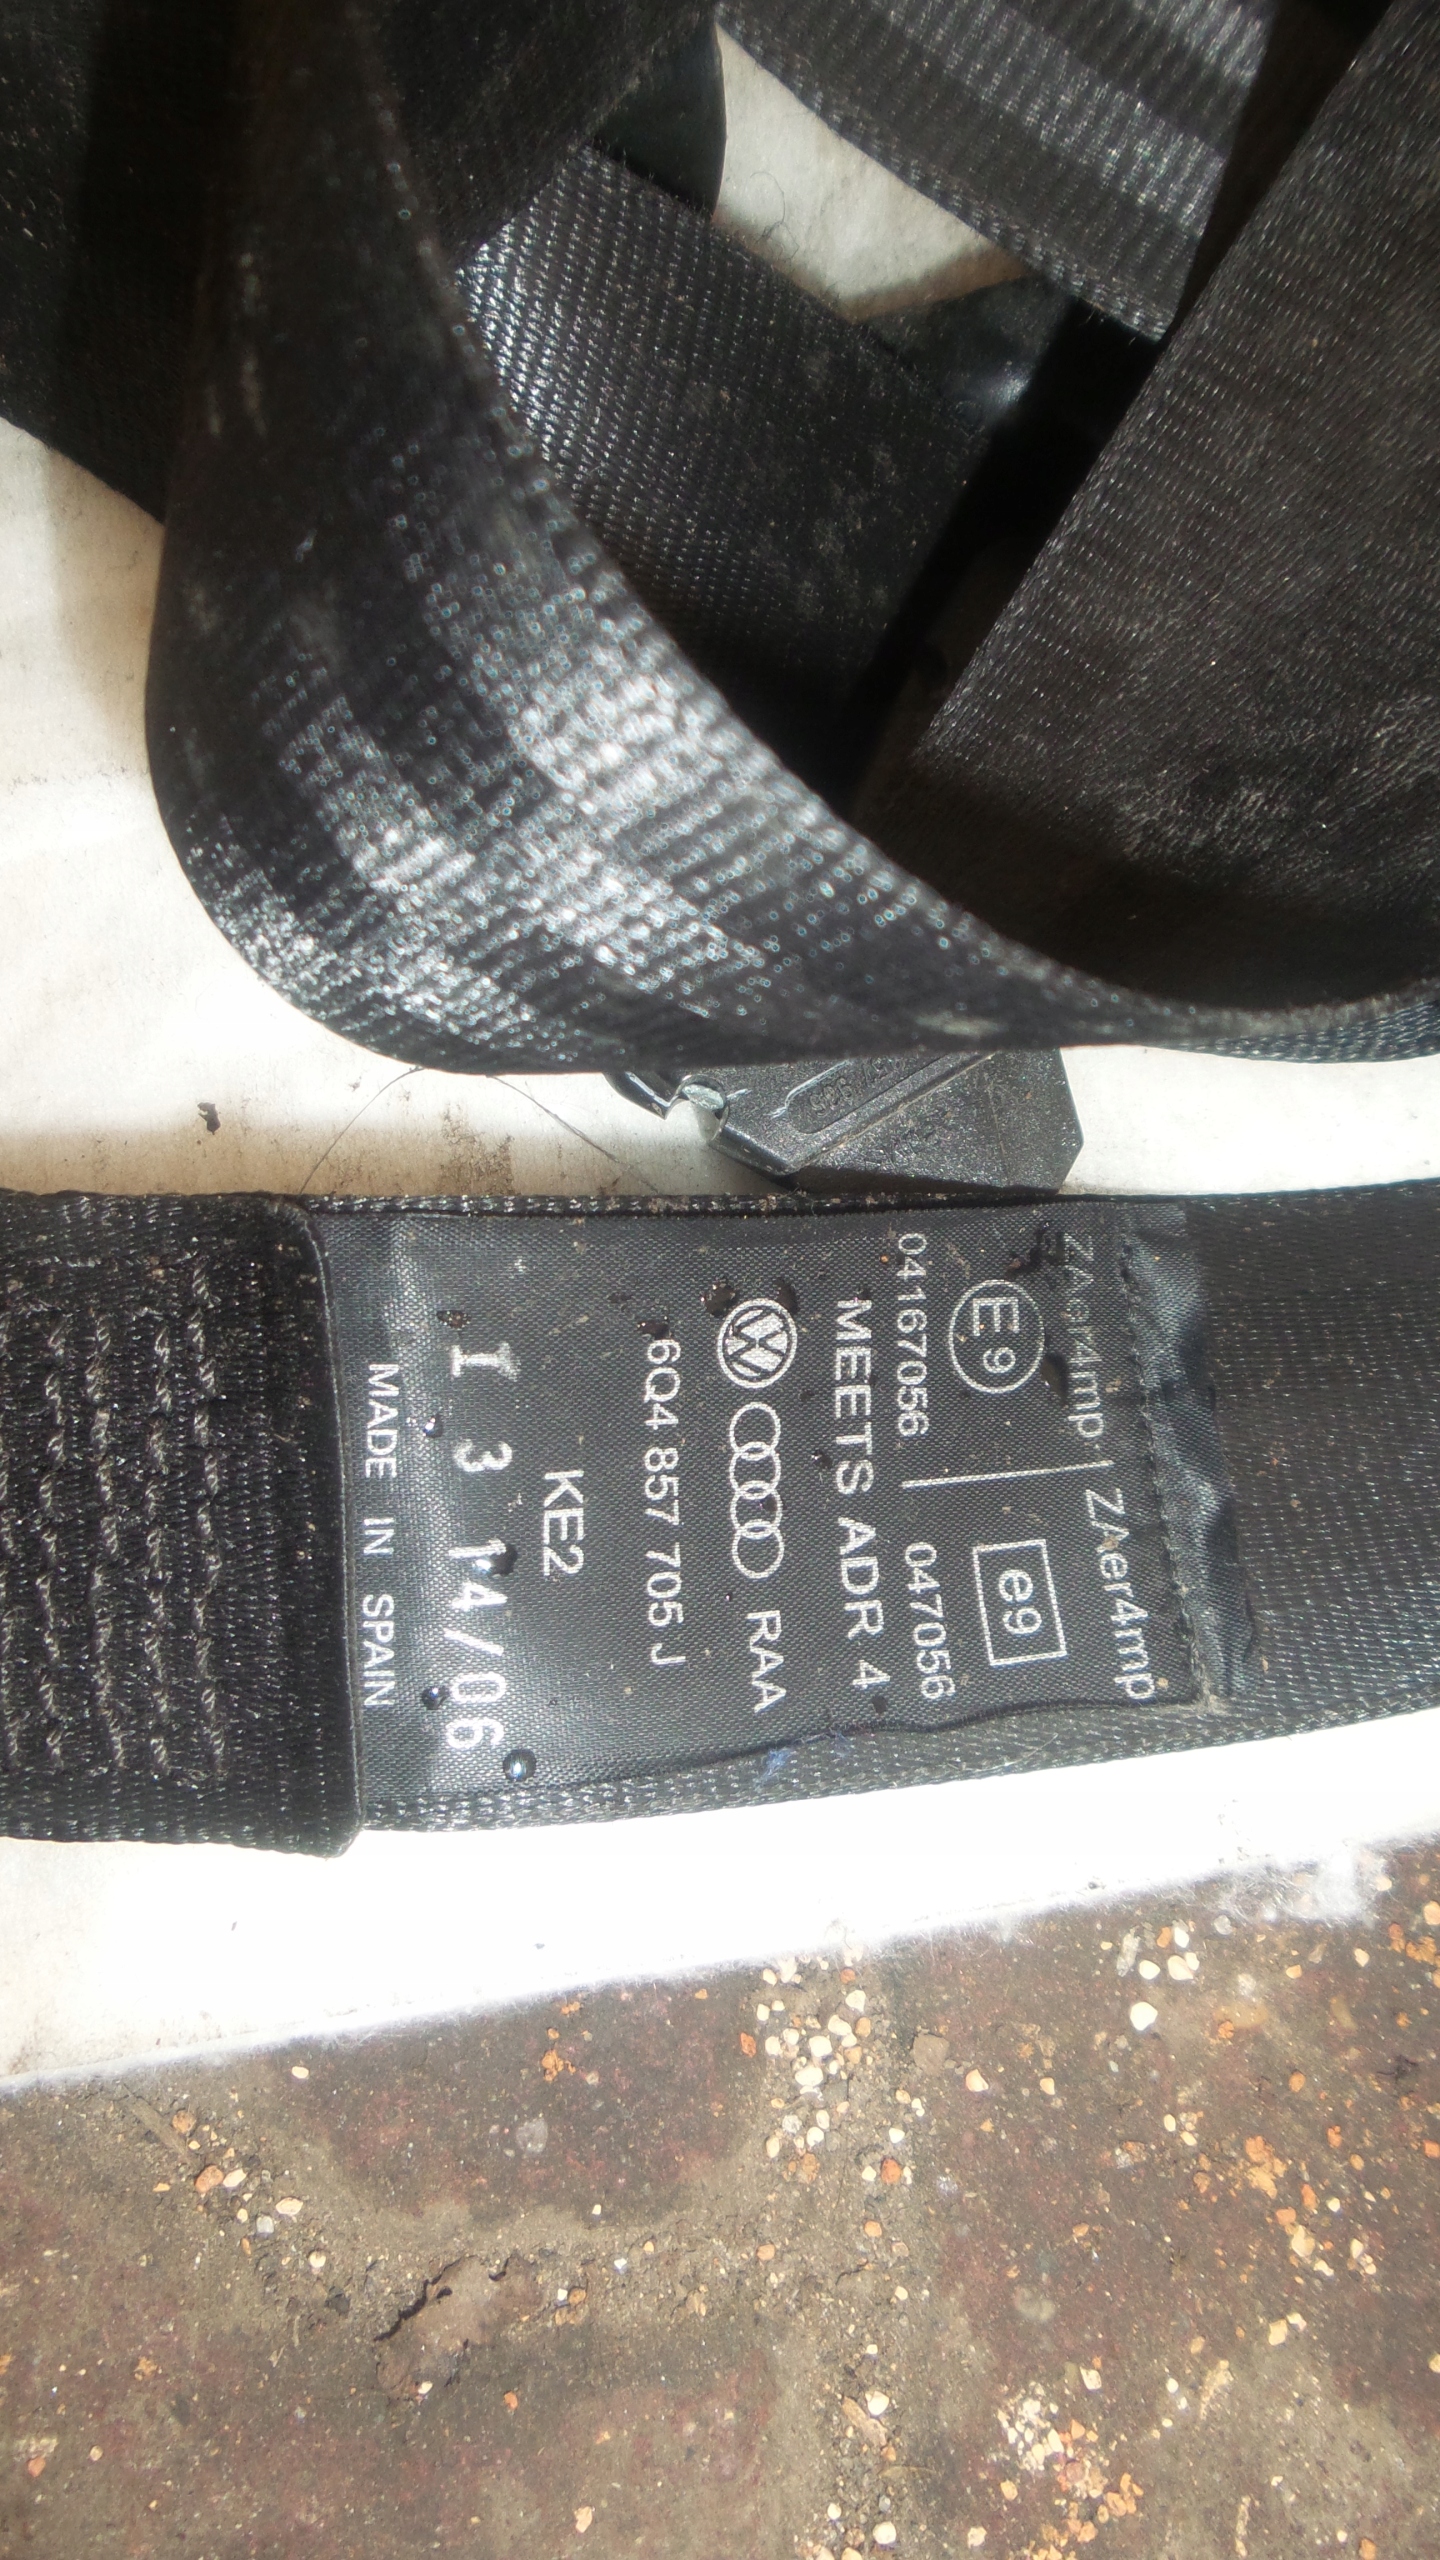 ZAer4mp | ZAer4mp
E9 e9
04167056 | 047056
MEETS ADR 4
VW RAA
6Q4 857 705 J
KE2
I 3 14/06
MADE IN SPAIN